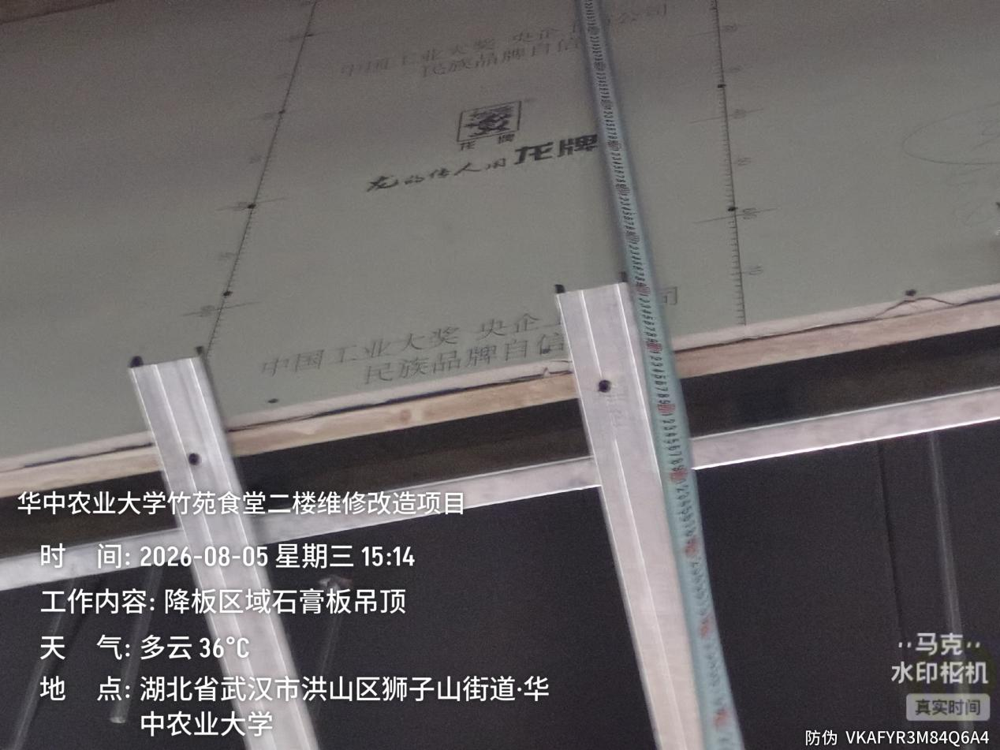 中国工业大奖 央企
民族品牌自信
龙牌
龙的传人用龙牌
中国工业大奖 央企
司
民族品牌自信
华中农业大学竹苑食堂二楼维修改造项目
时 间: 2026-08-05 星期三 15:14
工作内容: 降板区域石膏板吊顶
天 气: 多云 36℃
地 点: 湖北省武汉市洪山区狮子山街道·华
中农业大学
马克
水印相机
真实时间
防伪 VKAFYR3M84Q6A4